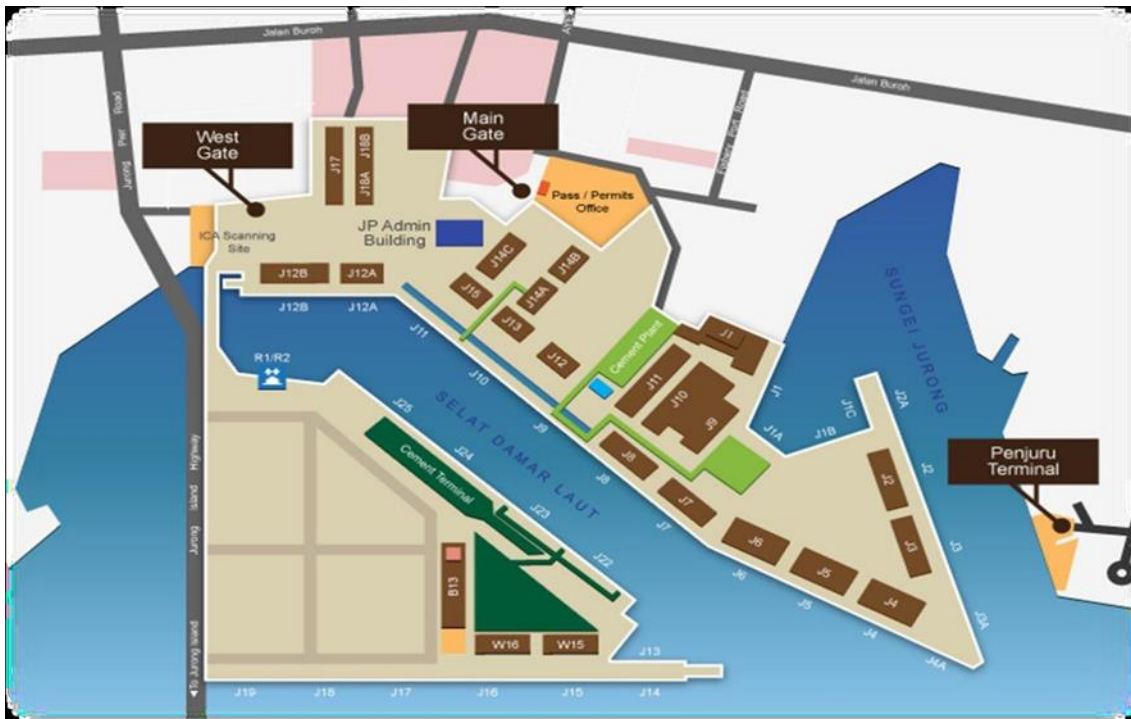 Jalan Buroh
AYE
Jalan Buroh
Jurong Pier Road
Fishery Port Road
West
Gate
Main
Gate
J17
J18B
J18A
Pass / Permits
Office
ICA Scanning
Site
JP Admin
Building
J14C
J14B
J12B
J12A
J15
J14A
J13
J12B
J12A
J11
J12
Cement Plant
J1
J11
J10
J9
R1/R2
J10
J9
J8
J1
J1A
J1B
J1C
J2A
SUNGEI JURONG
SELAT DAMAR LAUT
J25
J24
J23
J22
Cement Terminal
J8
J7
J7
J6
J6
J5
J5
J4
J4
J4A
J2
J2
J3
J3
J3A
Penjuru
Terminal
Jurong Island Highway
To Jurong Island
B13
W16
W15
J13
J19
J18
J17
J16
J15
J14